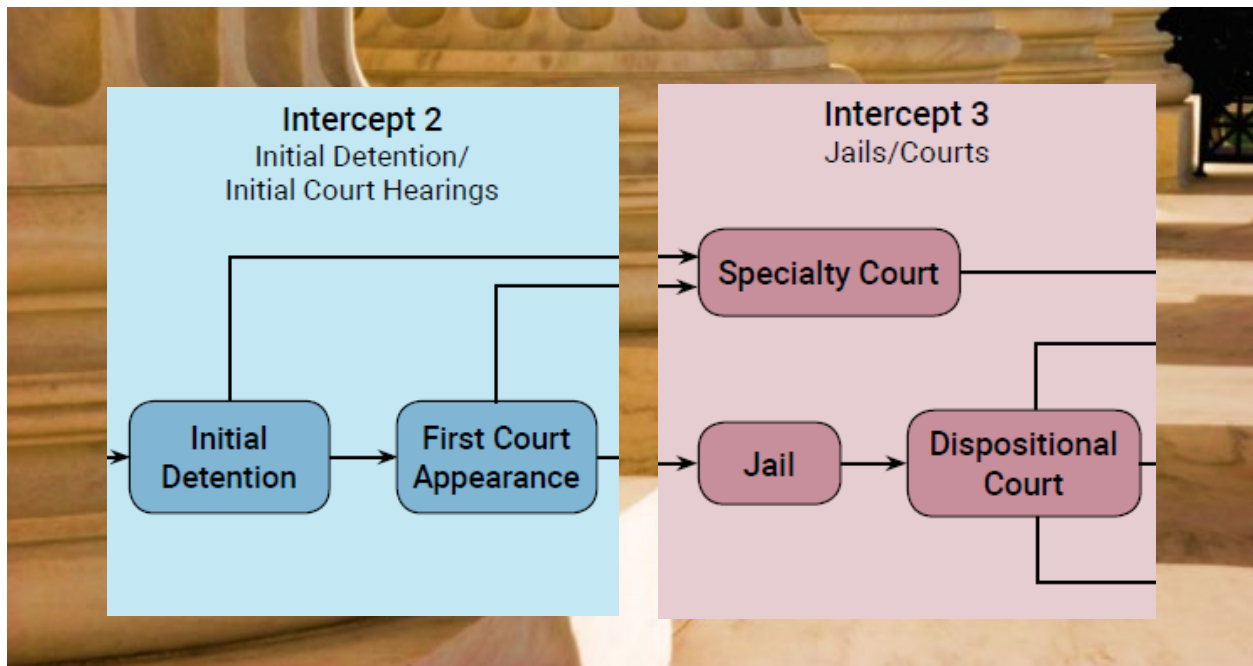 Intercept 2
Initial Detention/
Initial Court Hearings
Initial
Detention
First Court
Appearance
Intercept 3
Jails/Courts
Specialty Court
Jail
Dispositional
Court